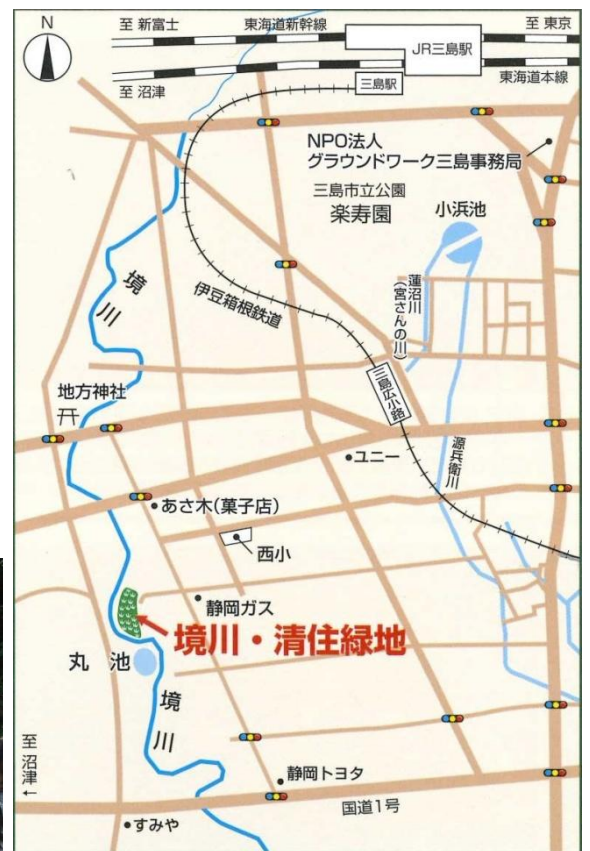 N
至 新富士
東海道新幹線
至 東京
JR三島駅
至 沼津
三島駅
東海道本線
NPO法人
グラウンドワーク三島事務局
三島市立公園
楽寿園
小浜池
境川
伊豆箱根鉄道
蓮沼川
(宮さんの川)
地方神社
三島広小路
ユニー
源兵衛川
あさ木(菓子店)
西小
静岡ガス
境川・清住緑地
丸 池
境川
至 沼津
←
静岡トヨタ
国道1号
すみや